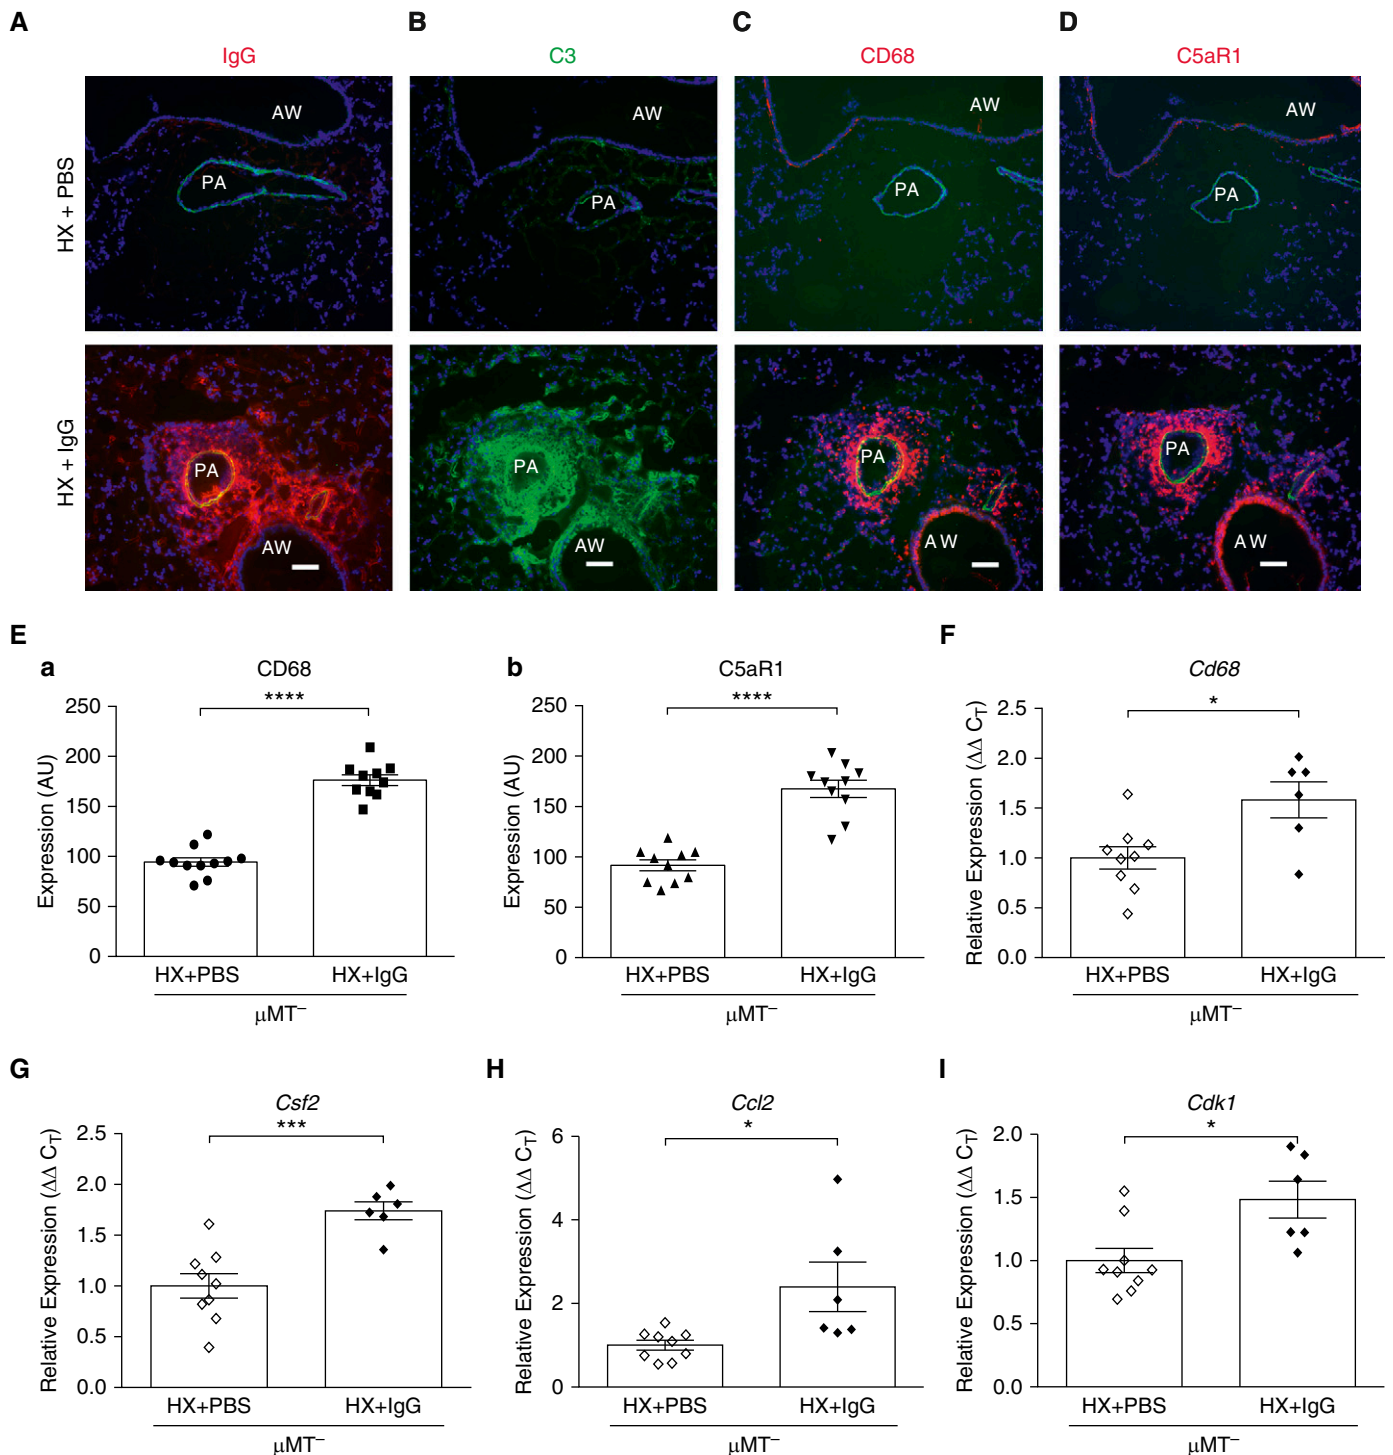 A B C D
IgG C3 CD68 C5aR1
HX + PBS
AW AW AW AW
PA PA PA PA
HX + IgG
PA PA PA PA
AW AW AW AW
E
a
CD68
****
Expression (AU)
250
200
150
100
50
0
HX+PBS HX+IgG
μMT–
b
C5aR1
****
Expression (AU)
250
200
150
100
50
0
HX+PBS HX+IgG
μMT–
F
Cd68
*
Relative Expression (ΔΔ CT)
2.5
2.0
1.5
1.0
0.5
0.0
HX+PBS HX+IgG
μMT–
G
Csf2
***
Relative Expression (ΔΔ CT)
2.5
2.0
1.5
1.0
0.5
0.0
HX+PBS HX+IgG
μMT–
H
Ccl2
*
Relative Expression (ΔΔ CT)
6
4
2
0
HX+PBS HX+IgG
μMT–
I
Cdk1
*
Relative Expression (ΔΔ CT)
2.0
1.5
1.0
0.5
0.0
HX+PBS HX+IgG
μMT–